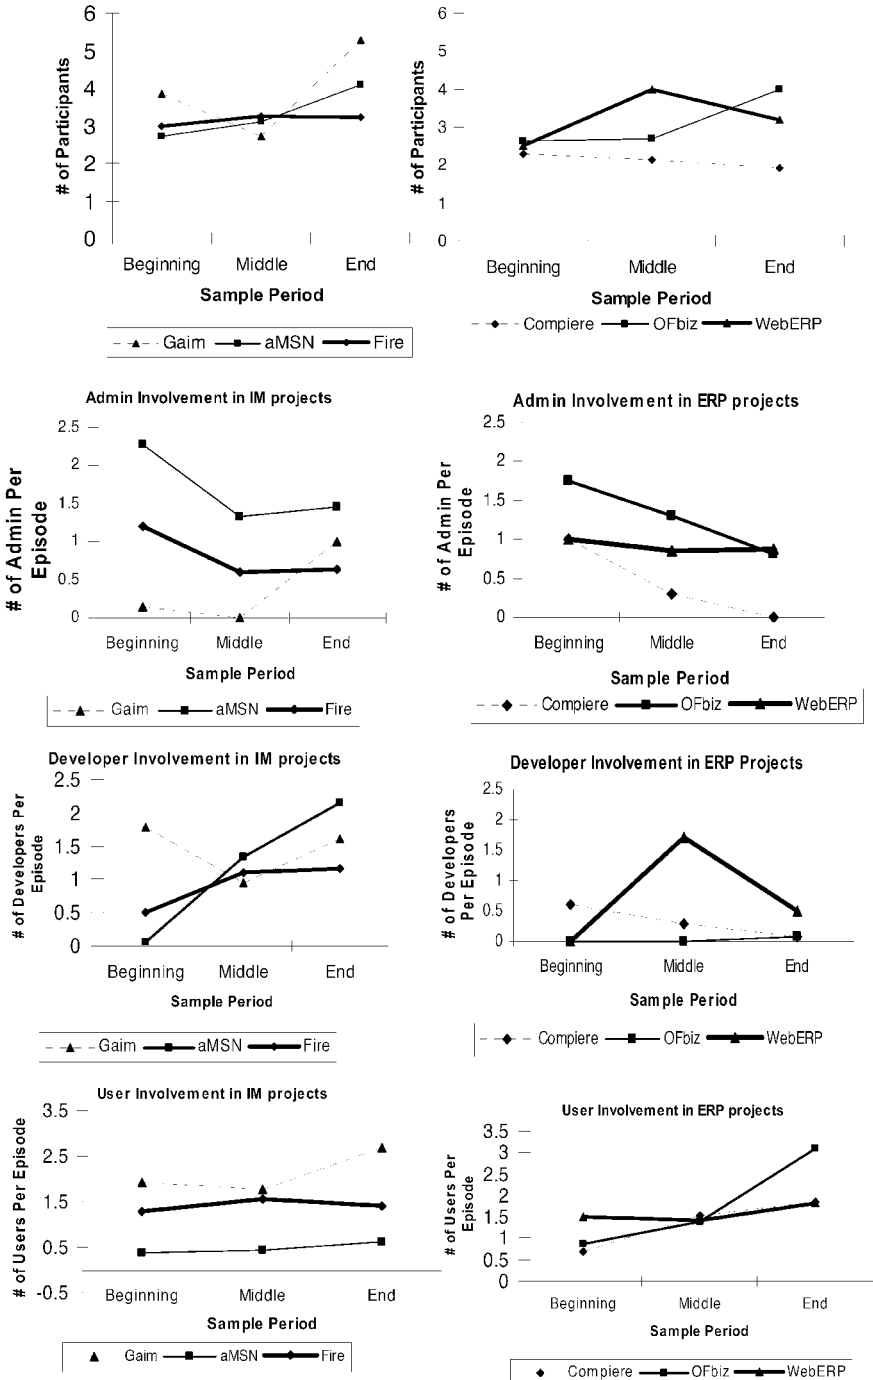 6
5
4
3
2
1
0
# of Participants
Beginning Middle End
Sample Period
Gaim aMSN Fire
6
5
4
3
2
1
0
# of Participants
Beginning Middle End
Sample Period
Compiere OFbiz WebERP
Admin Involvement in IM projects
2.5
2
1.5
1
0.5
0
# of Admin Per
Episode
Beginning Middle End
Sample Period
Gaim aMSN Fire
Admin Involvement in ERP projects
2.5
2
1.5
1
0.5
0
# of Admin Per
Episode
Beginning Middle End
Sample Period
Compiere OFbiz WebERP
Developer Involvement in IM projects
2.5
2
1.5
1
0.5
0
# of Developers Per
Episode
Beginning Middle End
Sample Period
Gaim aMSN Fire
Developer Involvement in ERP Projects
2.5
2
1.5
1
0.5
0
# of Developers
Per Episode
Beginning Middle End
Sample Period
Compiere OFbiz WebERP
User Involvement in IM projects
3.5
2.5
1.5
0.5
-0.5
# of Users Per Episode
Beginning Middle End
Sample Period
Gaim aMSN Fire
User Involvement in ERP projects
3.5
3
2.5
2
1.5
1
0.5
0
# of Users Per
Episode
Beginning Middle End
Sample Period
Compiere OFbiz WebERP